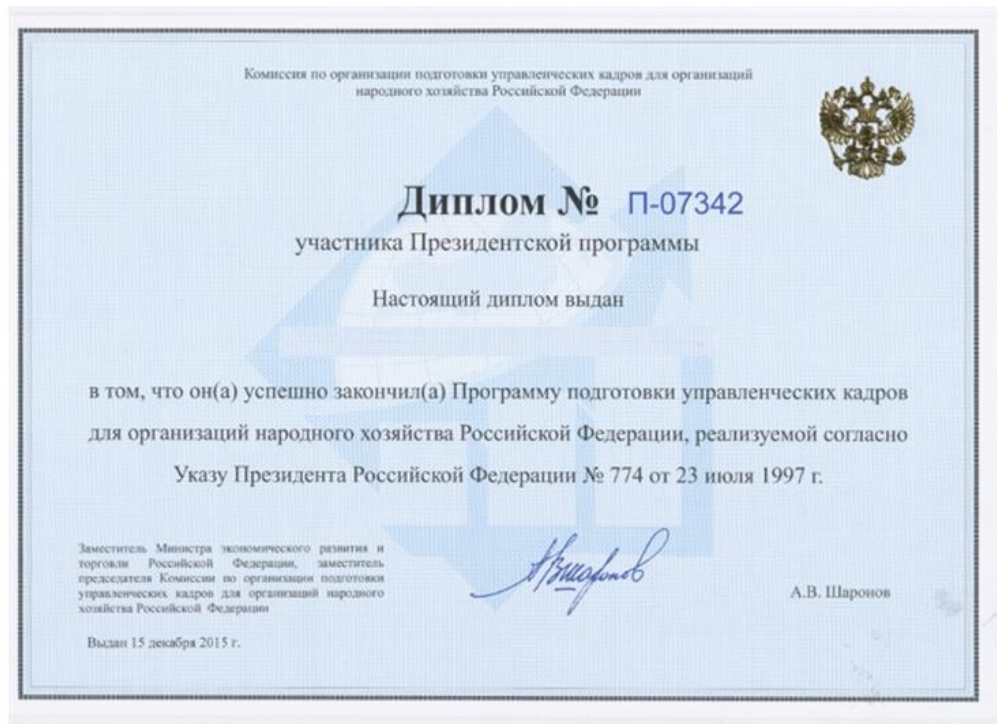 Комиссия по организации подготовки управленческих кадров для организаций
народного хозяйства Российской Федерации
Диплом № П-07342
участника Президентской программы
Настоящий диплом выдан
в том, что он(а) успешно закончил(а) Программу подготовки управленческих кадров
для организаций народного хозяйства Российской Федерации, реализуемой согласно
Указу Президента Российской Федерации № 774 от 23 июля 1997 г.
Заместитель Министра экономического развития и
торговли Российской Федерации, заместитель
председателя Комиссии по организации подготовки
управленческих кадров для организаций народного
хозяйства Российской Федерации
А.В. Шаронов
Выдан 15 декабря 2015 г.